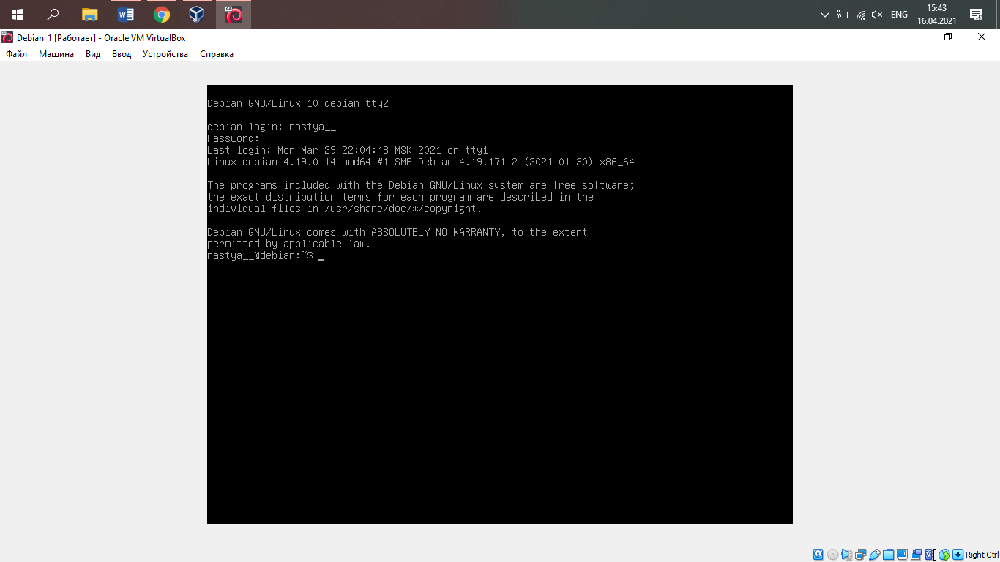 15:43
ENG
16.04.2021
64
Debian_1 [Работает] - Oracle VM VirtualBox
Файл Машина Вид Ввод Устройства Справка
Debian GNU/Linux 10 debian tty2
debian login: nastya__
Password:
Last login: Mon Mar 29 22:04:48 MSK 2021 on tty1
Linux debian 4.19.0-14-amd64 #1 SMP Debian 4.19.171-2 (2021-01-30) x86_64
The programs included with the Debian GNU/Linux system are free software;
the exact distribution terms for each program are described in the
individual files in /usr/share/doc/*/copyright.
Debian GNU/Linux comes with ABSOLUTELY NO WARRANTY, to the extent
permitted by applicable law.
nastya__@debian:~$ _
Right Ctrl